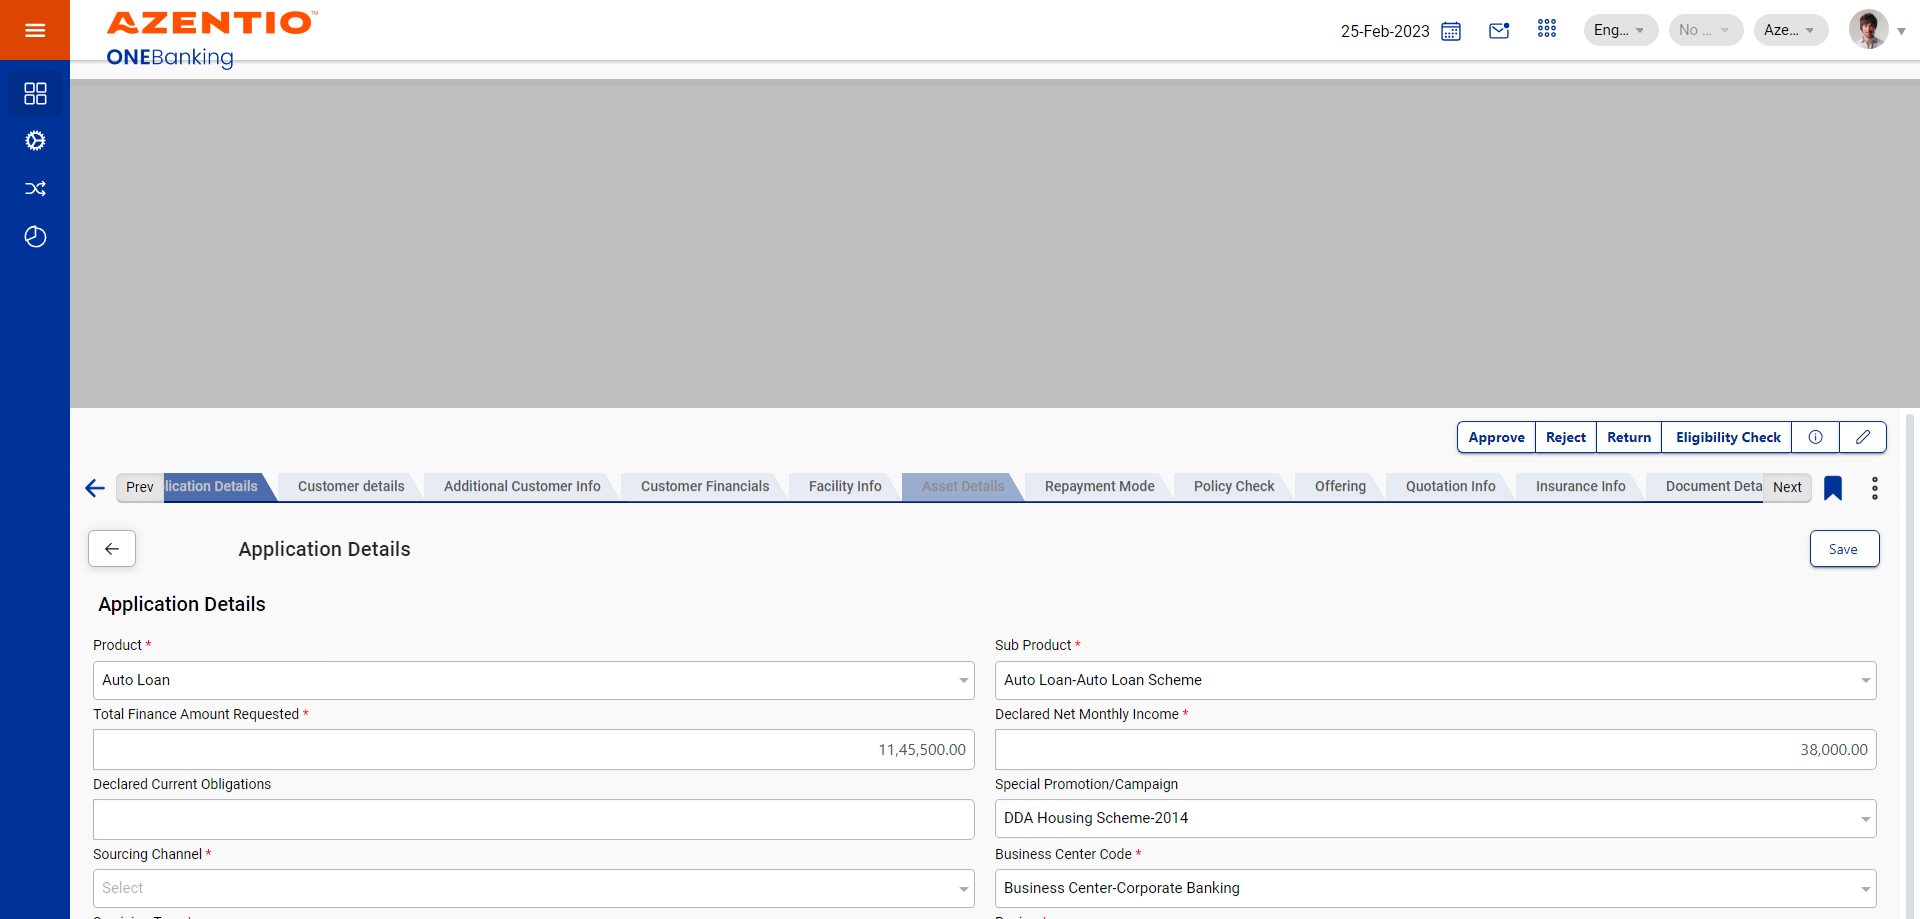 AZENTIO™
ONEBanking
25-Feb-2023
Eng...
No ...
Aze...
Approve
Reject
Return
Eligibility Check
Prev
lication Details
Customer details
Additional Customer Info
Customer Financials
Facility Info
Asset Details
Repayment Mode
Policy Check
Offering
Quotation Info
Insurance Info
Document Deta
Next
Application Details
Save
Application Details
Product *
Sub Product *
Auto Loan
Auto Loan-Auto Loan Scheme
Total Finance Amount Requested *
Declared Net Monthly Income *
11,45,500.00
38,000.00
Declared Current Obligations
Special Promotion/Campaign
DDA Housing Scheme-2014
Sourcing Channel *
Business Center Code *
Select
Business Center-Corporate Banking